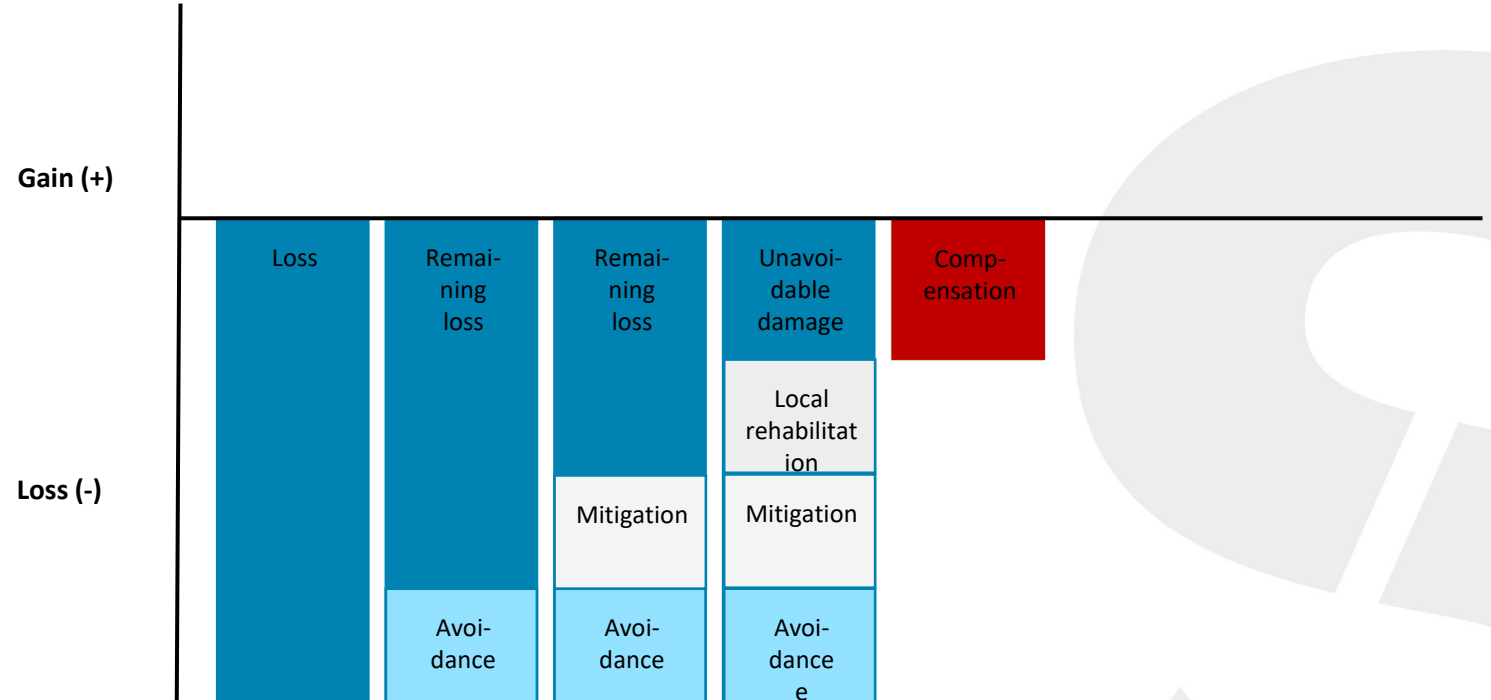 Gain (+)
Loss
Remai-
ning
loss
Remai-
ning
loss
Unavoi-
dable
damage
Comp-
ensation
Local
rehabilitat
ion
Loss (-)
Mitigation
Mitigation
Avoi-
dance
Avoi-
dance
Avoi-
dance
e